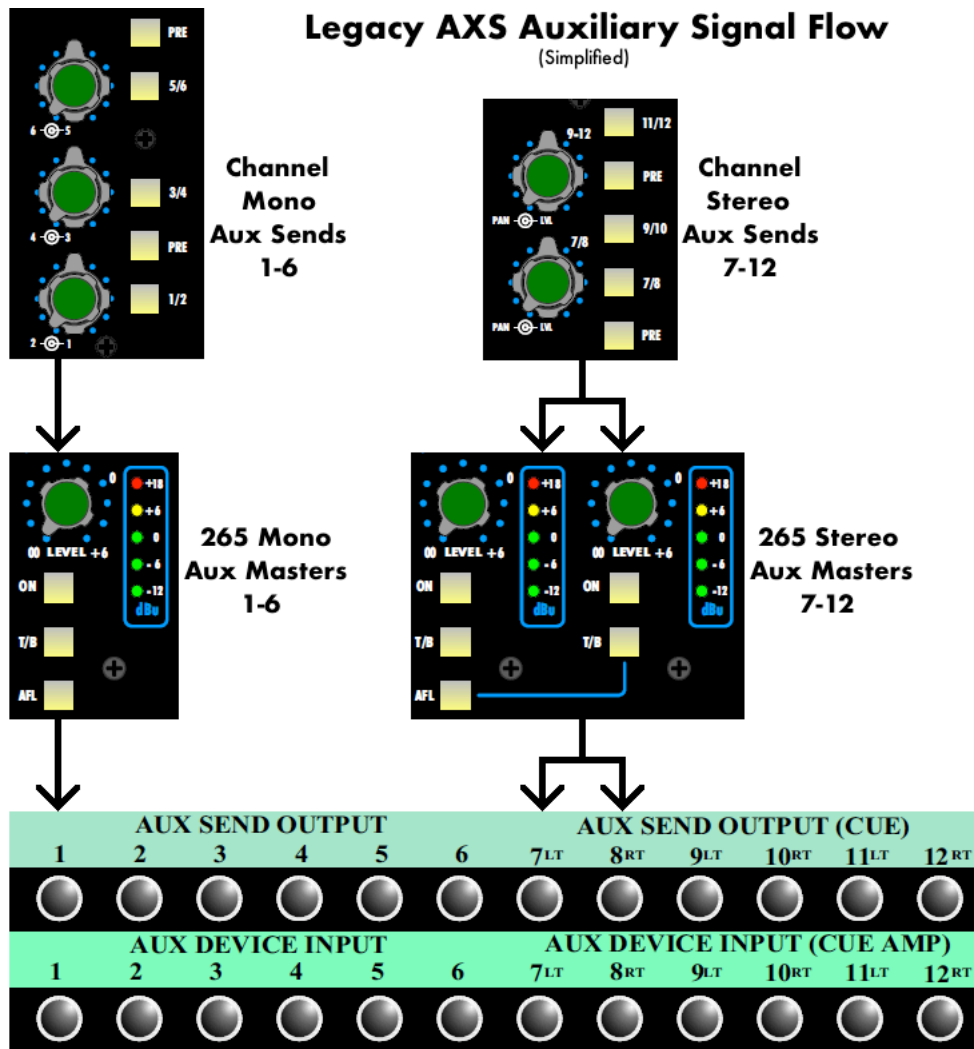 Legacy AXS Auxiliary Signal Flow
(Simplified)
PRE
5/6
6 5
3/4
4 3
PRE
1/2
2 1
Channel
Mono
Aux Sends
1-6
9-12
11/12
PRE
PAN LVL
9/10
7/8
7/8
PAN LVL
PRE
Channel
Stereo
Aux Sends
7-12
0
+18
+6
0
-6
-12
dBu
∞ LEVEL +6
ON
T/B
AFL
265 Mono
Aux Masters
1-6
0
+18
+6
0
-6
-12
dBu
∞ LEVEL +6
ON
T/B
AFL
0
+18
+6
0
-6
-12
dBu
∞ LEVEL +6
ON
T/B
265 Stereo
Aux Masters
7-12
AUX SEND OUTPUT AUX SEND OUTPUT (CUE)
1 2 3 4 5 6 7LT 8RT 9LT 10RT 11LT 12RT
AUX DEVICE INPUT AUX DEVICE INPUT (CUE AMP)
1 2 3 4 5 6 7LT 8RT 9LT 10RT 11LT 12RT